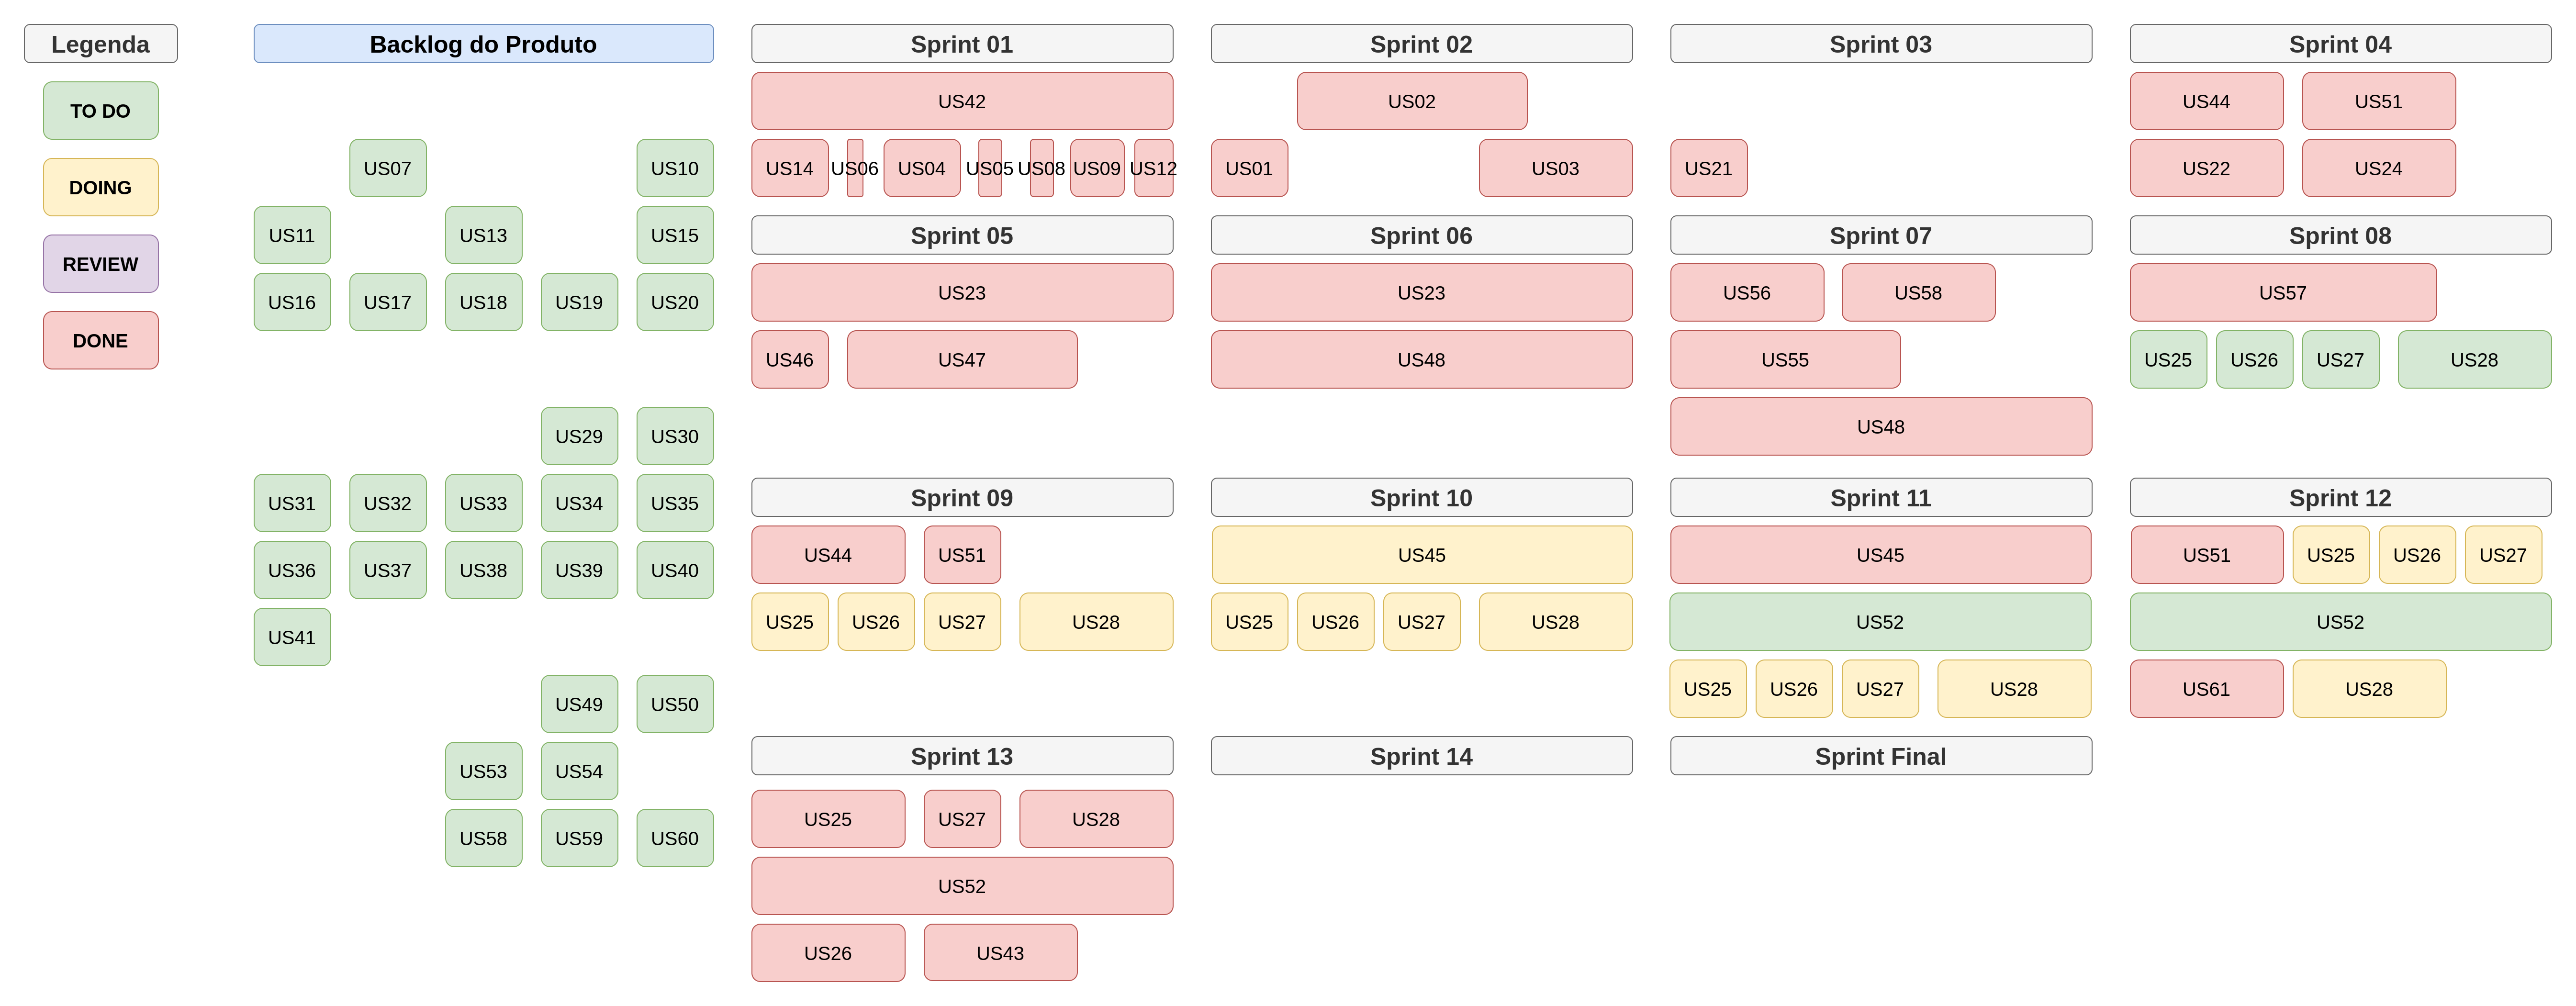 Legenda
TO DO
DOING
REVIEW
DONE
Backlog do Produto
US07 US10
US11 US13 US15
US16 US17 US18 US19 US20
US29 US30
US31 US32 US33 US34 US35
US36 US37 US38 US39 US40
US41
US49 US50
US53 US54
US58 US59 US60
Sprint 01
US42
US14 US06 US04 US05 US08 US09 US12
Sprint 02
US02
US01 US03
Sprint 03
US21
Sprint 04
US44 US51
US22 US24
Sprint 05
US23
US46 US47
Sprint 06
US23
US48
Sprint 07
US56 US58
US55
US48
Sprint 08
US57
US25 US26 US27 US28
Sprint 09
US44 US51
US25 US26 US27 US28
Sprint 10
US45
US25 US26 US27 US28
Sprint 11
US45
US52
US25 US26 US27 US28
Sprint 12
US51 US25 US26 US27
US52
US61 US28
Sprint 13
US25 US27 US28
US52
US26 US43
Sprint 14
Sprint Final